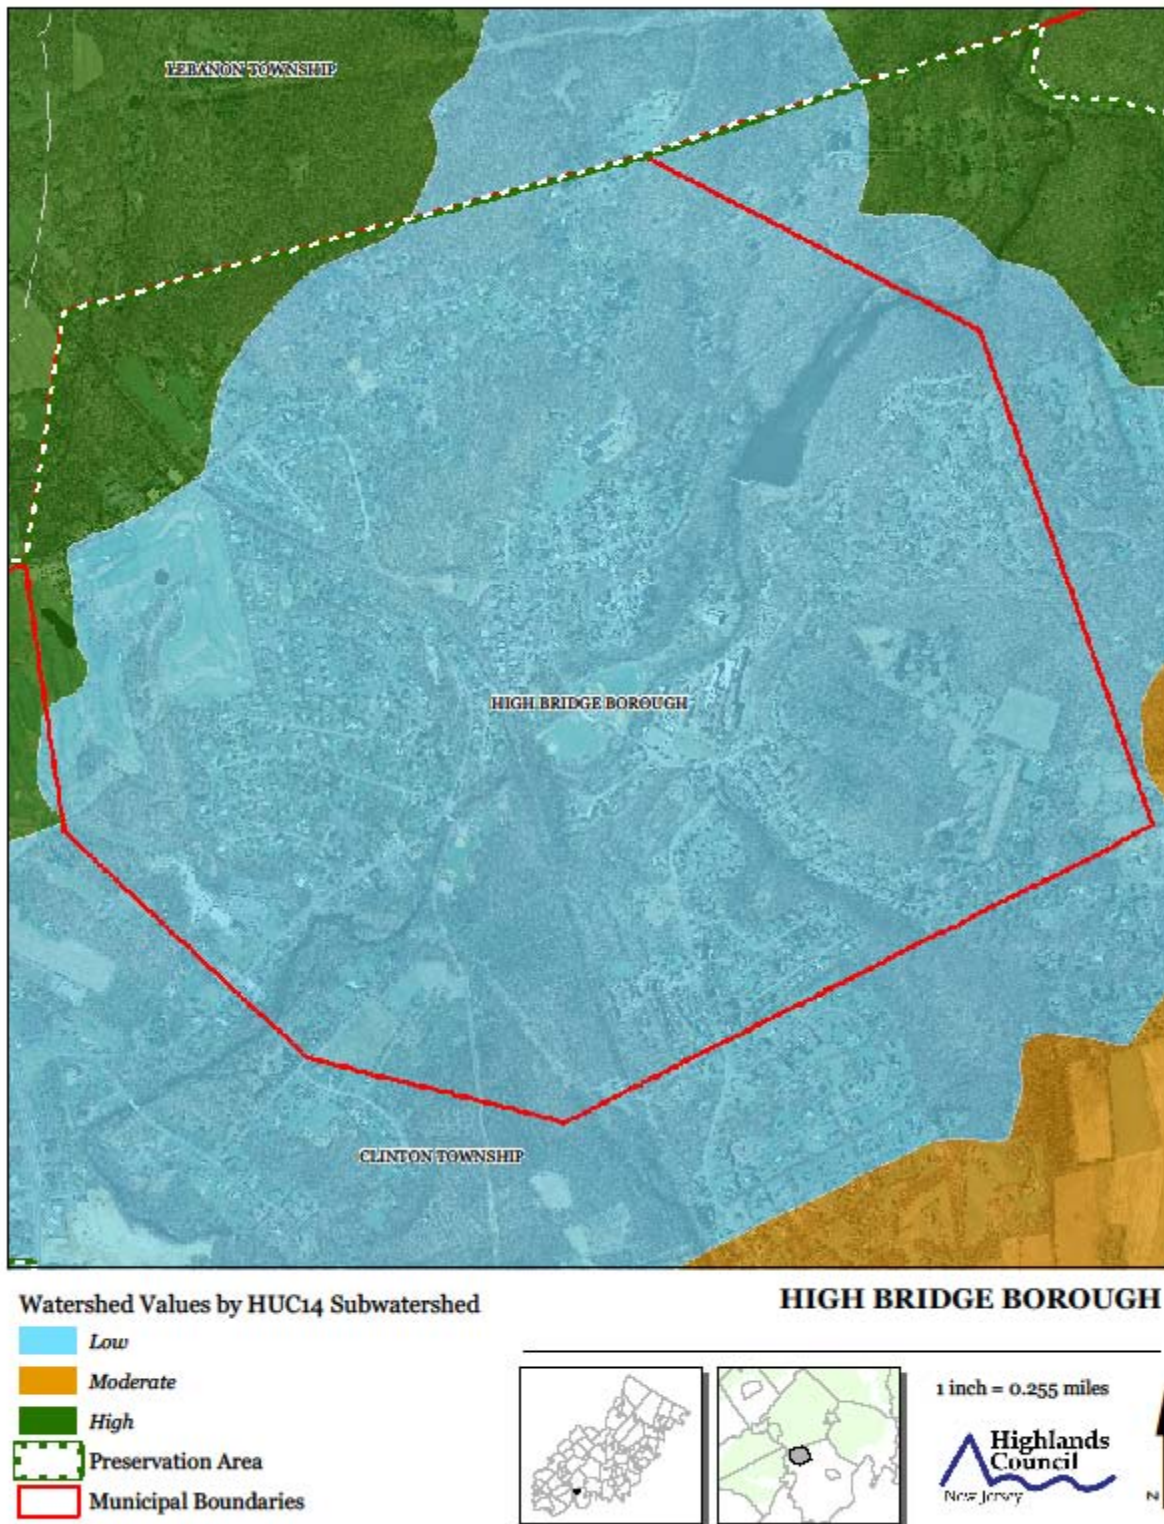 LEBANON TOWNSHIP
HIGH BRIDGE BOROUGH
CLINTON TOWNSHIP
Watershed Values by HUC14 Subwatershed
Low
Moderate
High
Preservation Area
Municipal Boundaries
HIGH BRIDGE BOROUGH
1 inch = 0.255 miles
Highlands
Council
New Jersey
N